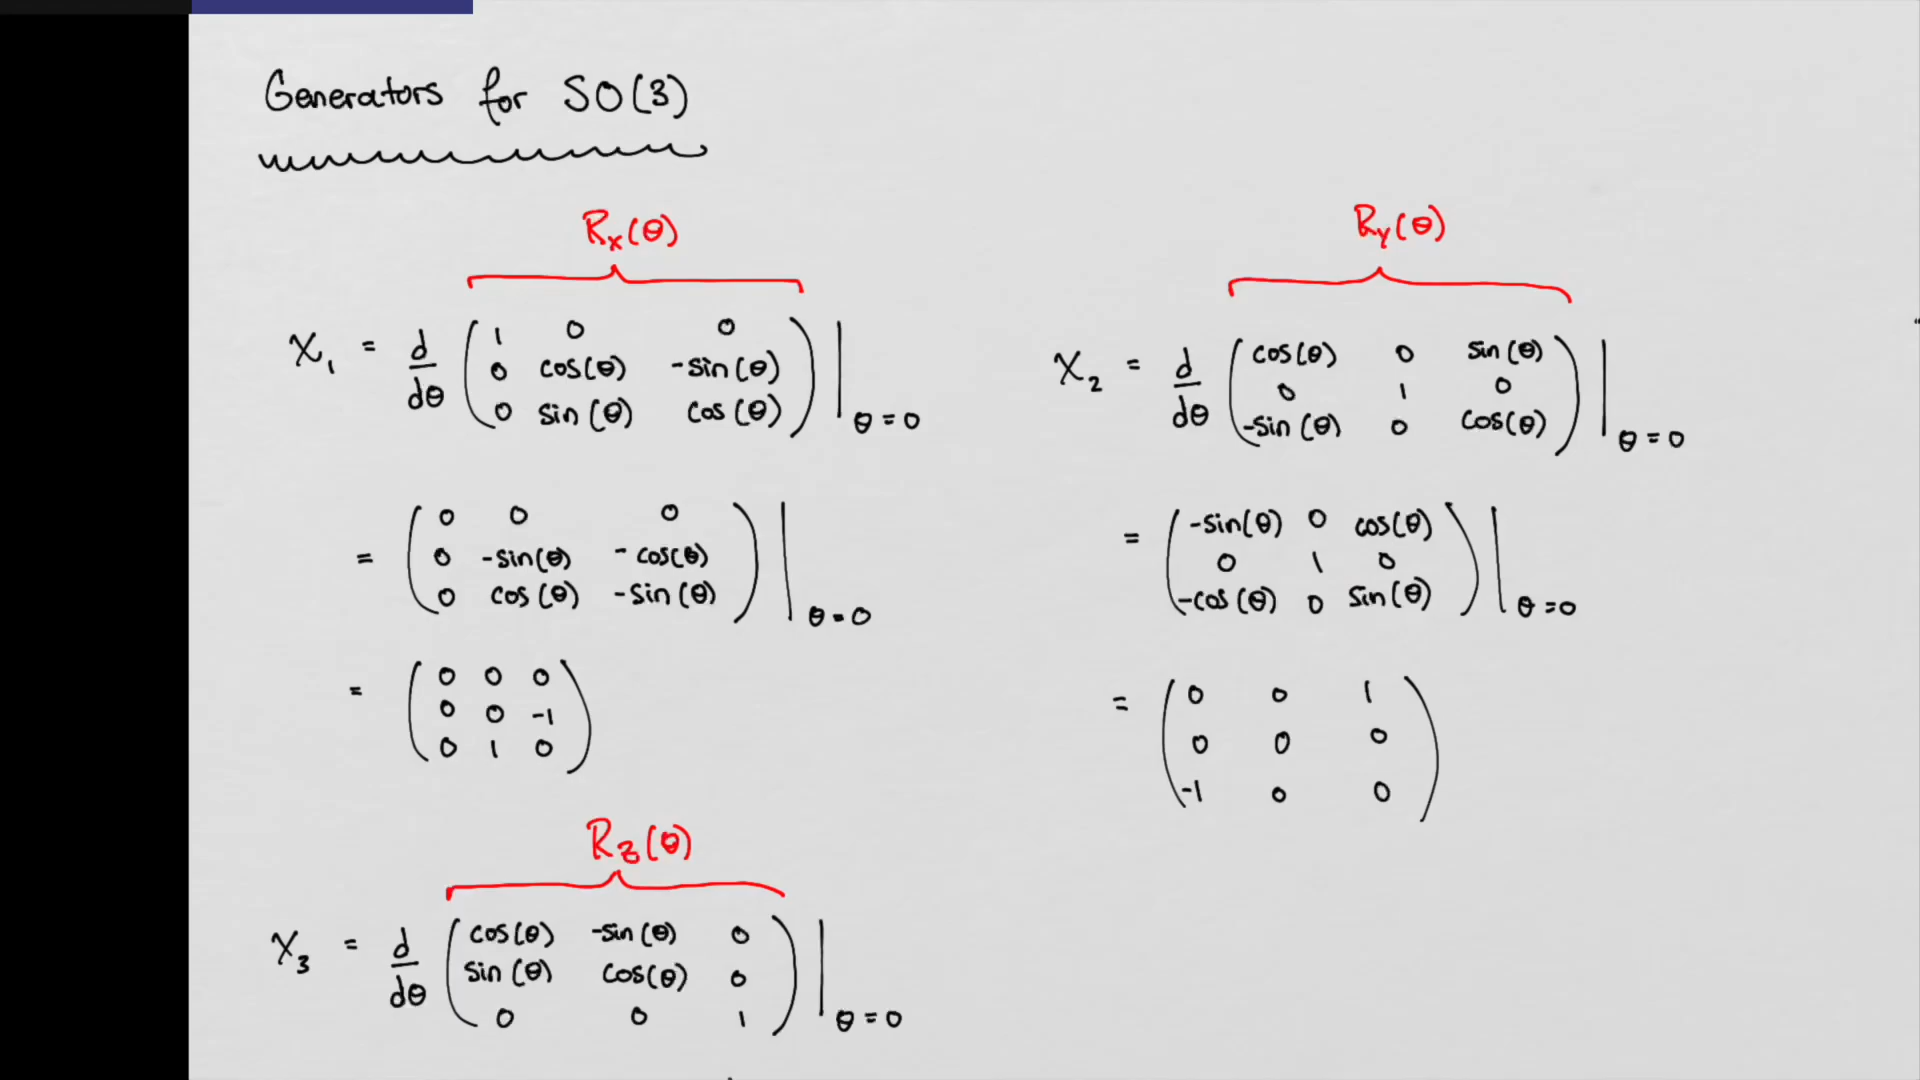 Generators for SO(3)
Rx(θ)
X₁ = d/dθ ( 1 0 0
0 cos(θ) -sin(θ)
0 sin(θ) cos(θ) ) | θ = 0
= ( 0 0 0
0 -sin(θ) -cos(θ)
0 cos(θ) -sin(θ) ) | θ = 0
= ( 0 0 0
0 0 -1
0 1 0 )
Ry(θ)
X₂ = d/dθ ( cos(θ) 0 sin(θ)
0 1 0
-sin(θ) 0 cos(θ) ) | θ = 0
= ( -sin(θ) 0 cos(θ)
0 1 0
-cos(θ) 0 sin(θ) ) | θ = 0
= ( 0 0 1
0 0 0
-1 0 0 )
Rz(θ)
X₃ = d/dθ ( cos(θ) -sin(θ) 0
sin(θ) cos(θ) 0
0 0 1 ) | θ = 0